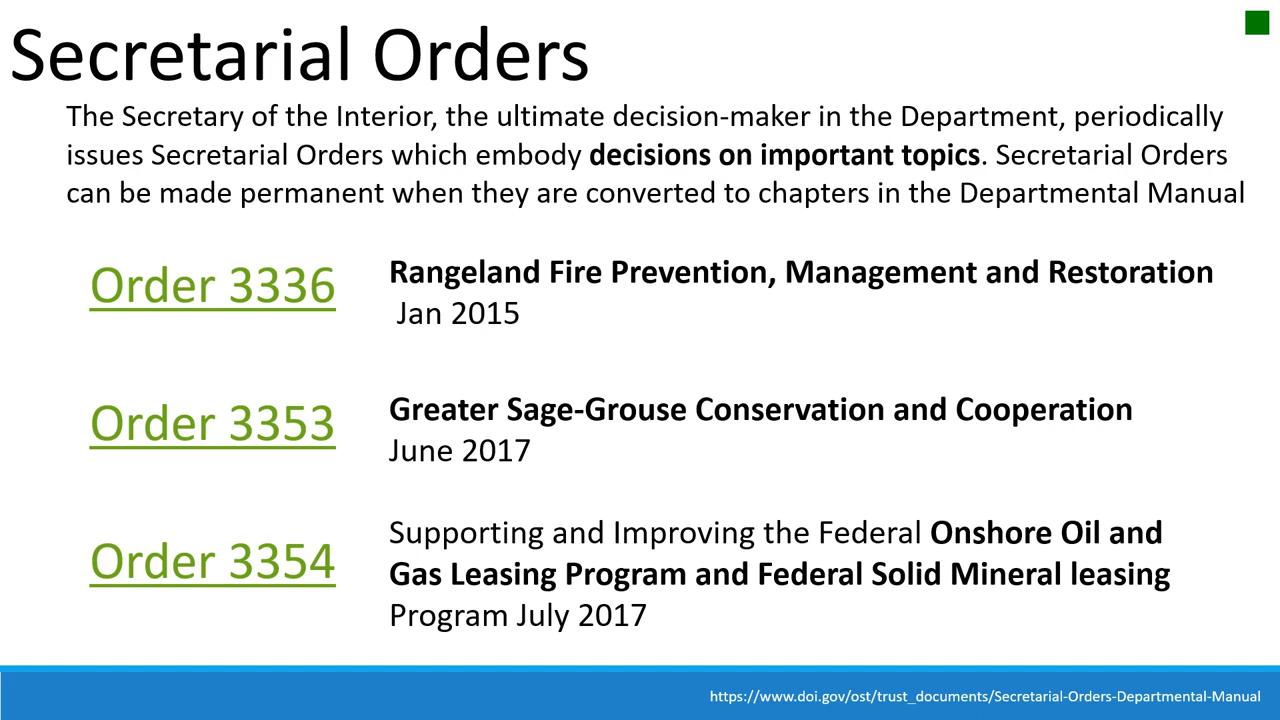 Secretarial Orders
The Secretary of the Interior, the ultimate decision-maker in the Department, periodically
issues Secretarial Orders which embody decisions on important topics. Secretarial Orders
can be made permanent when they are converted to chapters in the Departmental Manual
Order 3336
Rangeland Fire Prevention, Management and Restoration
Jan 2015
Order 3353
Greater Sage-Grouse Conservation and Cooperation
June 2017
Order 3354
Supporting and Improving the Federal Onshore Oil and
Gas Leasing Program and Federal Solid Mineral leasing
Program July 2017
https://www.doi.gov/ost/trust_documents/Secretarial-Orders-Departmental-Manual